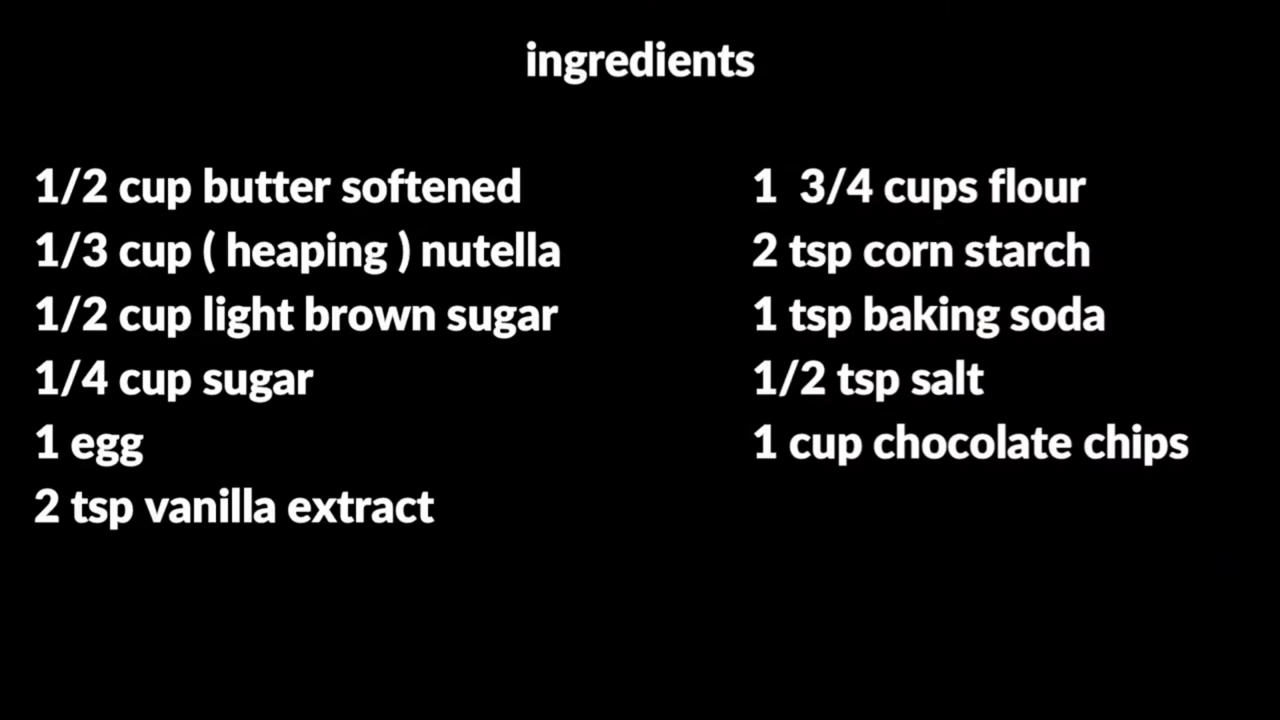 ingredients
1/2 cup butter softened
1/3 cup ( heaping ) nutella
1/2 cup light brown sugar
1/4 cup sugar
1 egg
2 tsp vanilla extract
1  3/4 cups flour
2 tsp corn starch
1 tsp baking soda
1/2 tsp salt
1 cup chocolate chips